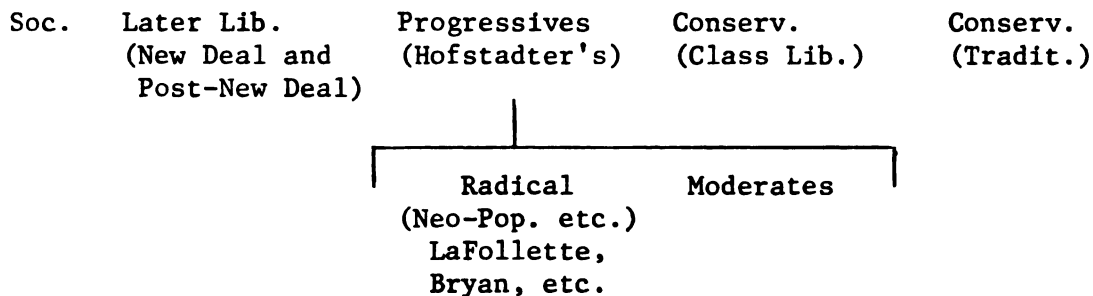 Soc. Later Lib. Progressives Conserv. Conserv.
(New Deal and (Hofstadter's) (Class Lib.) (Tradit.)
Post-New Deal)
Radical Moderates
(Neo-Pop. etc.)
LaFollette,
Bryan, etc.